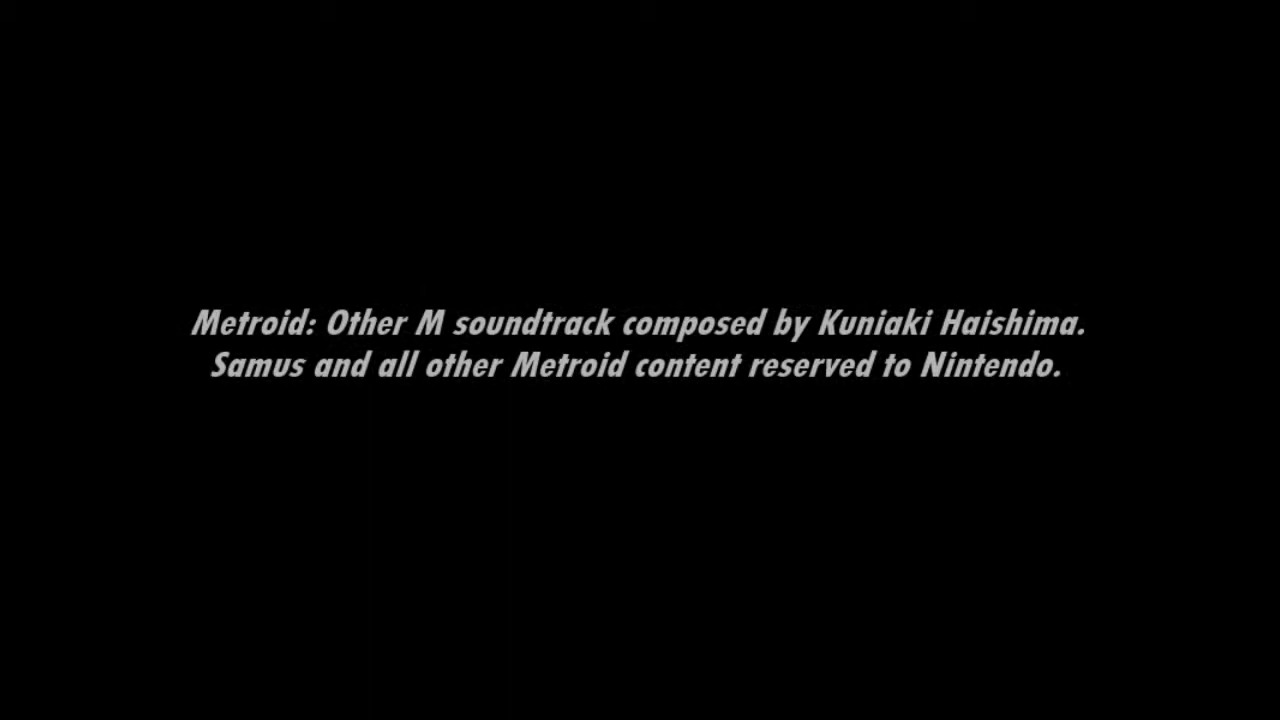 Metroid: Other M soundtrack composed by Kuniaki Haishima.
Samus and all other Metroid content reserved to Nintendo.